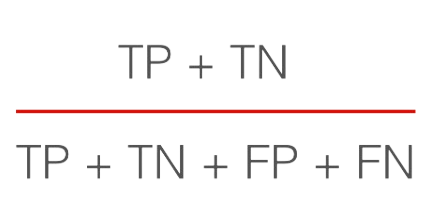 TP + TN
TP + TN + FP + FN